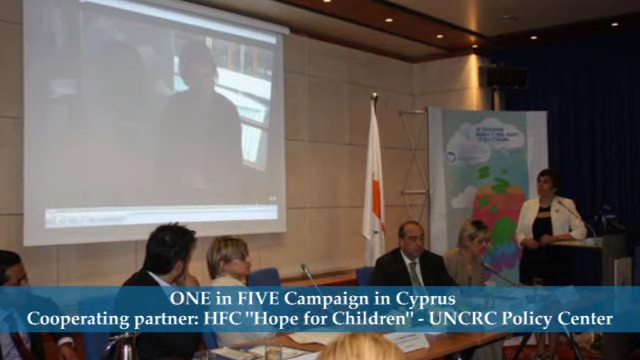 ONE in FIVE Campaign in Cyprus
Cooperating partner: HFC "Hope for Children" - UNCRC Policy Center